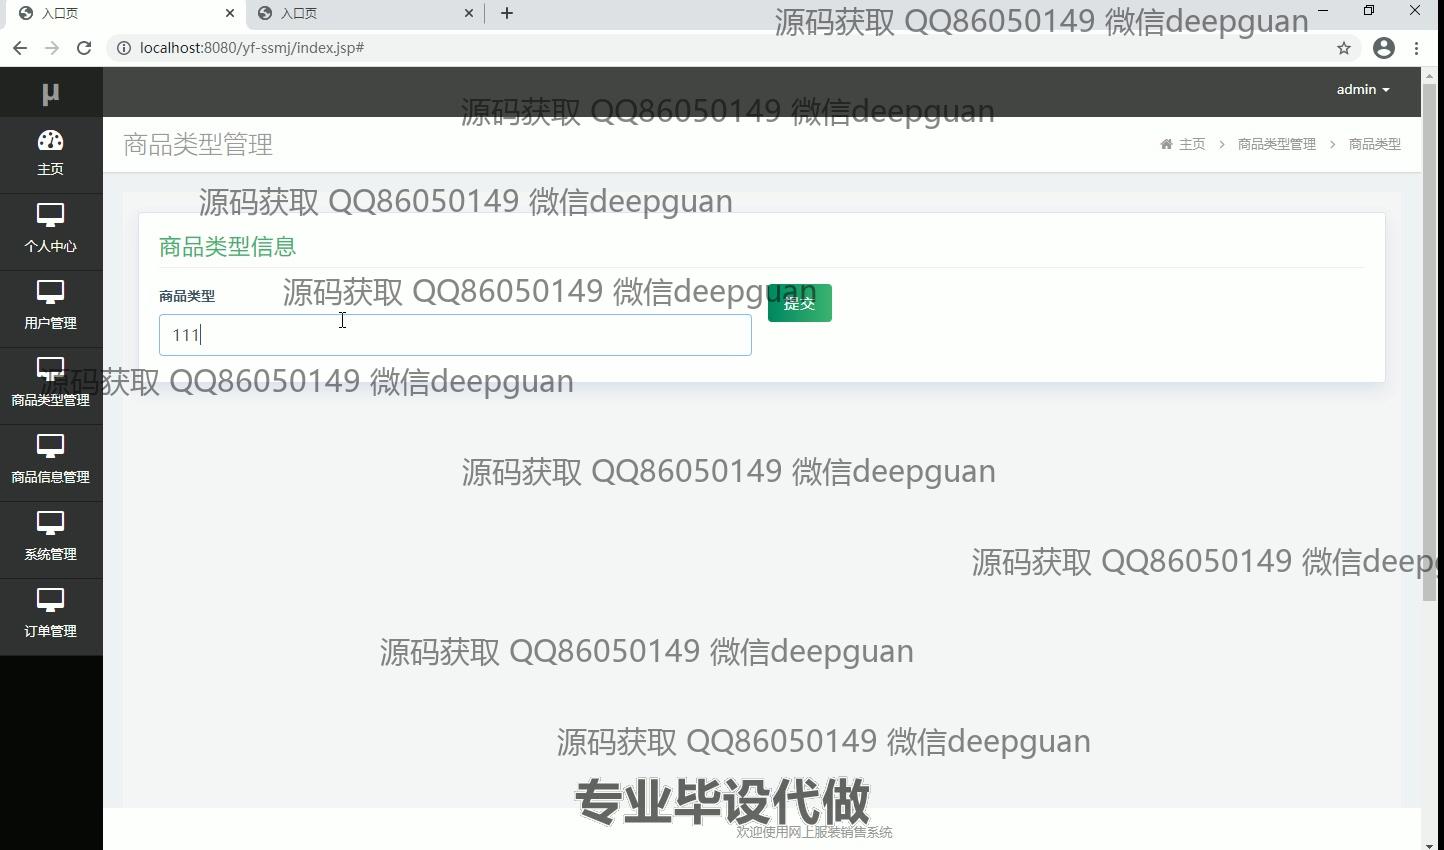 入口页
入口页
源码获取 QQ86050149 微信deepguan
localhost:8080/yf-ssmj/index.jsp#
μ
admin
源码获取 QQ86050149 微信deepguan
商品类型管理
主页 > 商品类型管理 > 商品类型
主页
源码获取 QQ86050149 微信deepguan
个人中心
商品类型信息
商品类型
源码获取 QQ86050149 微信deepguan
提交
用户管理
111
源码获取 QQ86050149 微信deepguan
商品类型管理
源码获取 QQ86050149 微信deepguan
商品信息管理
系统管理
源码获取 QQ86050149 微信deepg
订单管理
源码获取 QQ86050149 微信deepguan
源码获取 QQ86050149 微信deepguan
专业毕设代做
欢迎使用网上服装销售系统